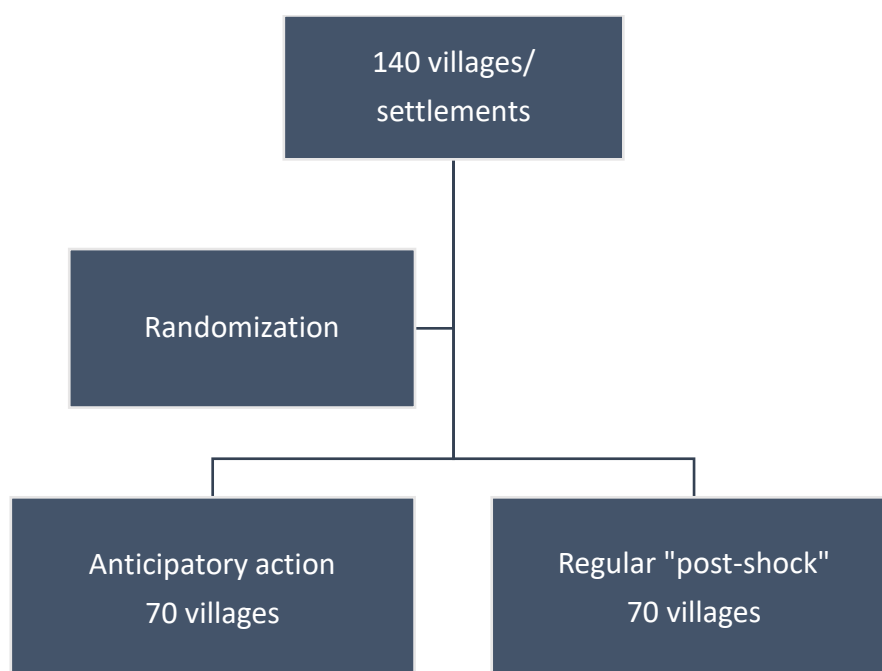 140 villages/
settlements
Randomization
Anticipatory action
70 villages
Regular "post-shock"
70 villages